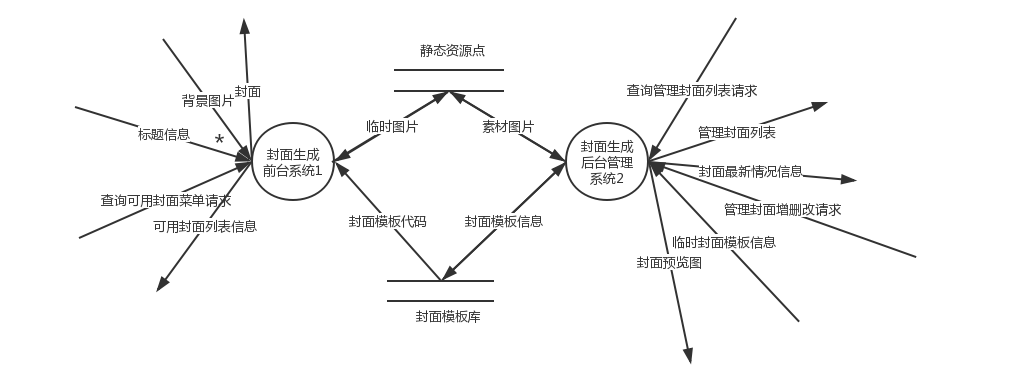 静态资源点
查询管理封面列表请求
封面
背景图片
管理封面列表
临时图片
素材图片
标题信息
*
封面生成
前台系统1
封面生成
后台管理
系统2
封面最新情况信息
查询可用封面菜单请求
管理封面增删改请求
可用封面列表信息
封面模板代码
封面模板信息
临时封面模板信息
封面预览图
封面模板库